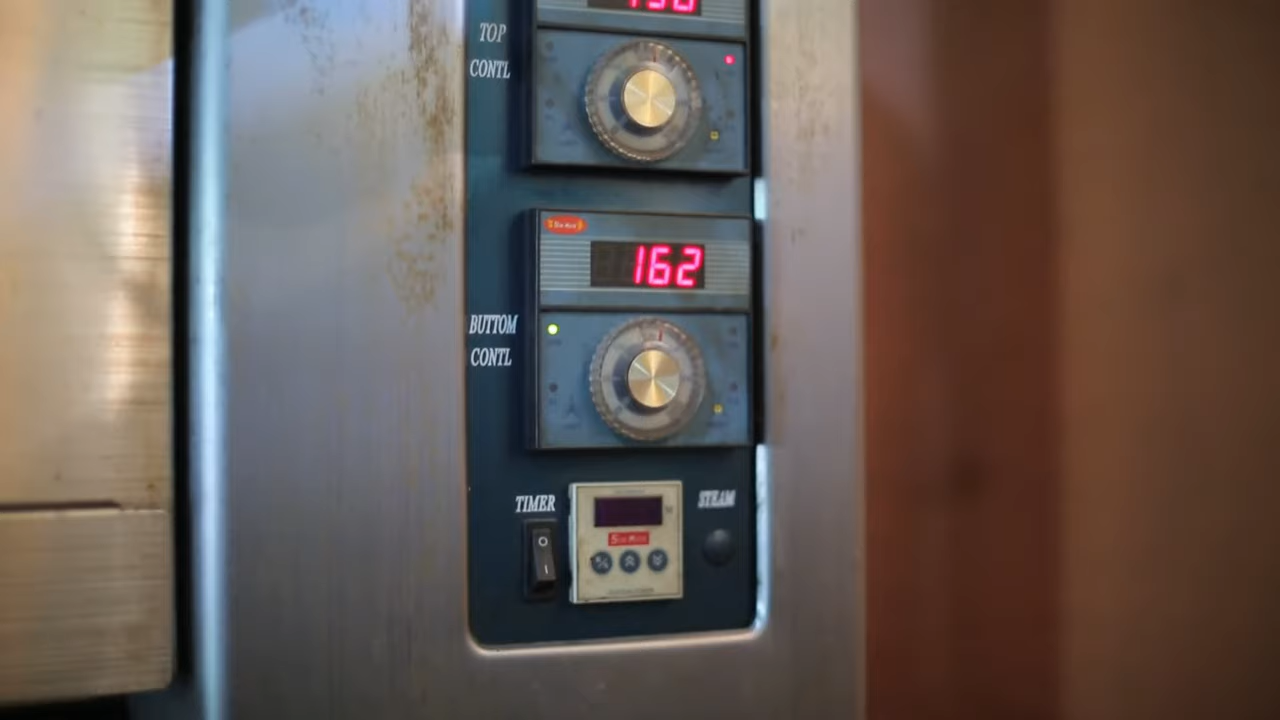 TOP
CONTL
162
BUTTOM
CONTL
TIMER
STEAM
O
I